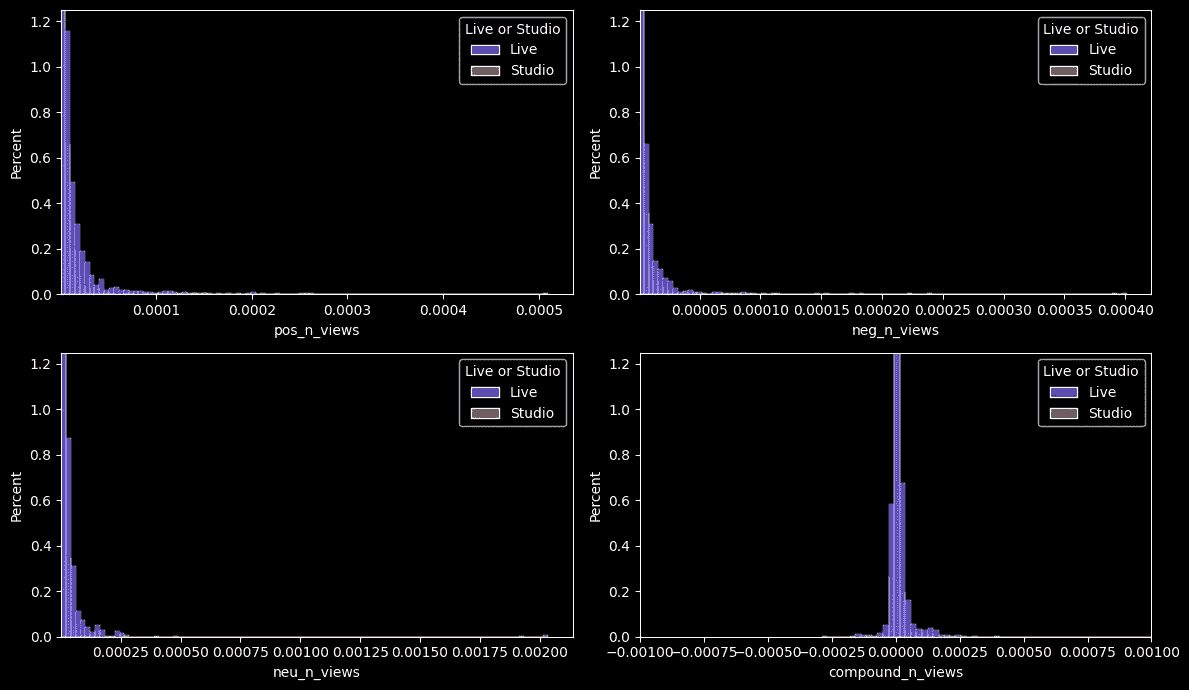 1.2
1.0
0.8
0.6
0.4
0.2
0.0
Percent
Live or Studio
Live
Studio
0.0001 0.0002 0.0003 0.0004 0.0005
pos_n_views
1.2
1.0
0.8
0.6
0.4
0.2
0.0
Percent
Live or Studio
Live
Studio
0.00005 0.00010 0.00015 0.00020 0.00025 0.00030 0.00035 0.00040
neg_n_views
1.2
1.0
0.8
0.6
0.4
0.2
0.0
Percent
Live or Studio
Live
Studio
0.00025 0.00050 0.00075 0.00100 0.00125 0.00150 0.00175 0.00200
neu_n_views
1.2
1.0
0.8
0.6
0.4
0.2
0.0
Percent
Live or Studio
Live
Studio
−0.00100 −0.00075 −0.00050 −0.00025 0.00000 0.00025 0.00050 0.00075 0.00100
compound_n_views